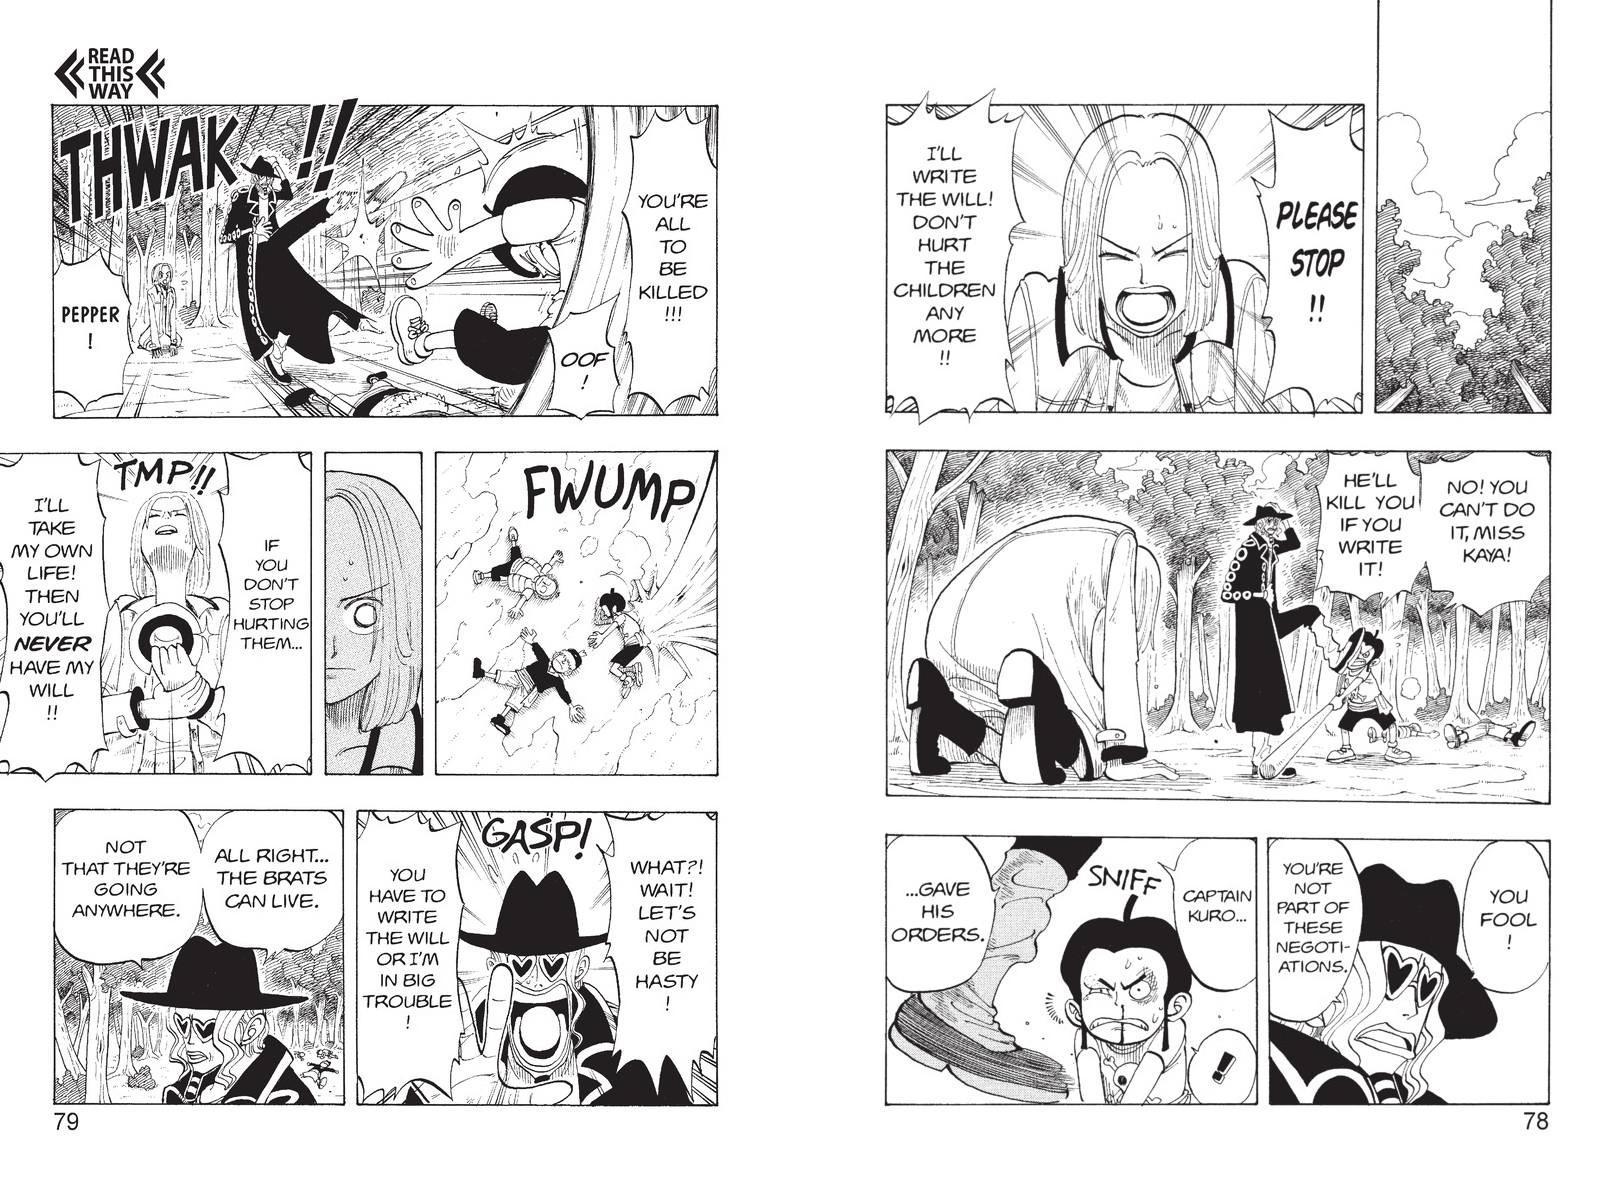 READ
THIS
WAY
PLEASE
STOP
!!
I'LL
WRITE
THE WILL!
DON'T
HURT
THE
CHILDREN
ANY
MORE
!!
NO! YOU
CAN'T DO
IT, MISS
KAYA!
HE'LL
KILL YOU
IF YOU
WRITE
IT!
YOU
FOOL
!
YOU'RE
NOT
PART OF
THESE
NEGOTI-
ATIONS.
CAPTAIN
KURO...
SNIFF
!
...GAVE
HIS
ORDERS.
78
YOU'RE
ALL
TO
BE
KILLED
!!!
OOF
!
THWAK!!
PEPPER
!
FWUMP
IF
YOU
DON'T
STOP
HURTING
THEM...
TMP!!
I'LL
TAKE
MY OWN
LIFE!
THEN
YOU'LL
NEVER
HAVE MY
WILL
!!
WHAT?!
WAIT!
LET'S
NOT
BE
HASTY
!
GASP!
YOU
HAVE TO
WRITE
THE WILL
OR I'M
IN BIG
TROUBLE
!
ALL RIGHT...
THE BRATS
CAN LIVE.
NOT
THAT THEY'RE
GOING
ANYWHERE.
79